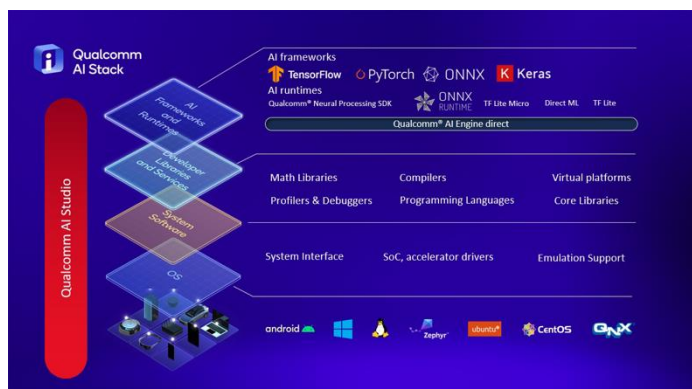 Qualcomm
AI Stack
Qualcomm AI Studio
AI
Frameworks
and
Runtimes
Developer
Libraries
and Services
System
Software
OS
AI frameworks
TensorFlow
PyTorch
ONNX
K Keras
AI runtimes
Qualcomm® Neural Processing SDK
ONNX
RUNTIME
TF Lite Micro
Direct ML
TF Lite
Qualcomm® AI Engine direct
Math Libraries
Compilers
Virtual platforms
Profilers & Debuggers
Programming Languages
Core Libraries
System Interface
SoC, accelerator drivers
Emulation Support
android
Zephyr
ubuntu®
CentOS
QNX